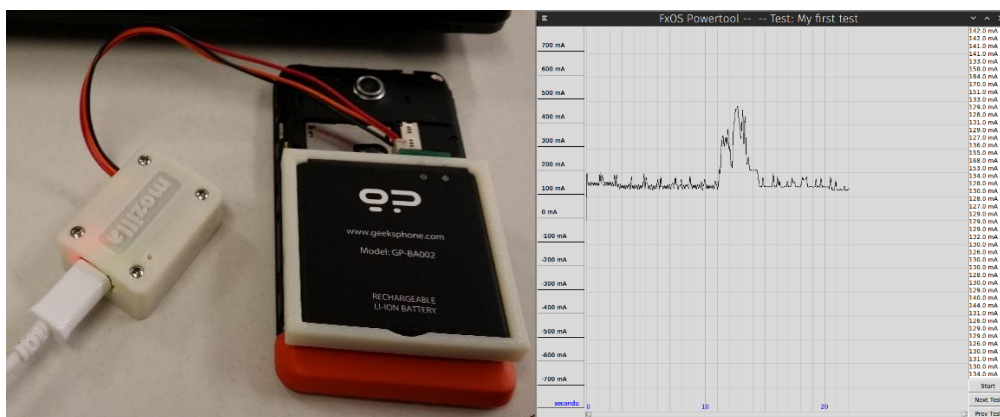 mozilla
www.geeksphone.com
Model: GP-BA002
RECHARGEABLE
LI-ION BATTERY
FxOS Powertool -- -- Test: My first test
700 mA
600 mA
500 mA
400 mA
300 mA
200 mA
100 mA
0 mA
-100 mA
-200 mA
-300 mA
-400 mA
-500 mA
-600 mA
-700 mA
seconds: 0 10 20
142.0 mA
142.0 mA
141.0 mA
141.0 mA
133.0 mA
158.0 mA
184.0 mA
170.0 mA
151.0 mA
133.0 mA
129.0 mA
128.0 mA
131.0 mA
129.0 mA
127.0 mA
136.0 mA
155.0 mA
168.0 mA
153.0 mA
134.0 mA
128.0 mA
130.0 mA
128.0 mA
127.0 mA
129.0 mA
129.0 mA
132.0 mA
130.0 mA
126.0 mA
130.0 mA
130.0 mA
130.0 mA
129.0 mA
140.0 mA
144.0 mA
131.0 mA
126.0 mA
129.0 mA
129.0 mA
126.0 mA
130.0 mA
131.0 mA
130.0 mA
134.0 mA
Start
Next Tes
Prev Tes